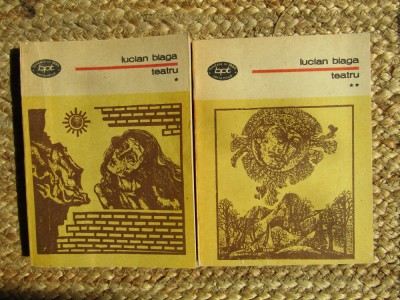 lucian blaga
teatru
*
bpt
lucian blaga
teatru
**
bpt